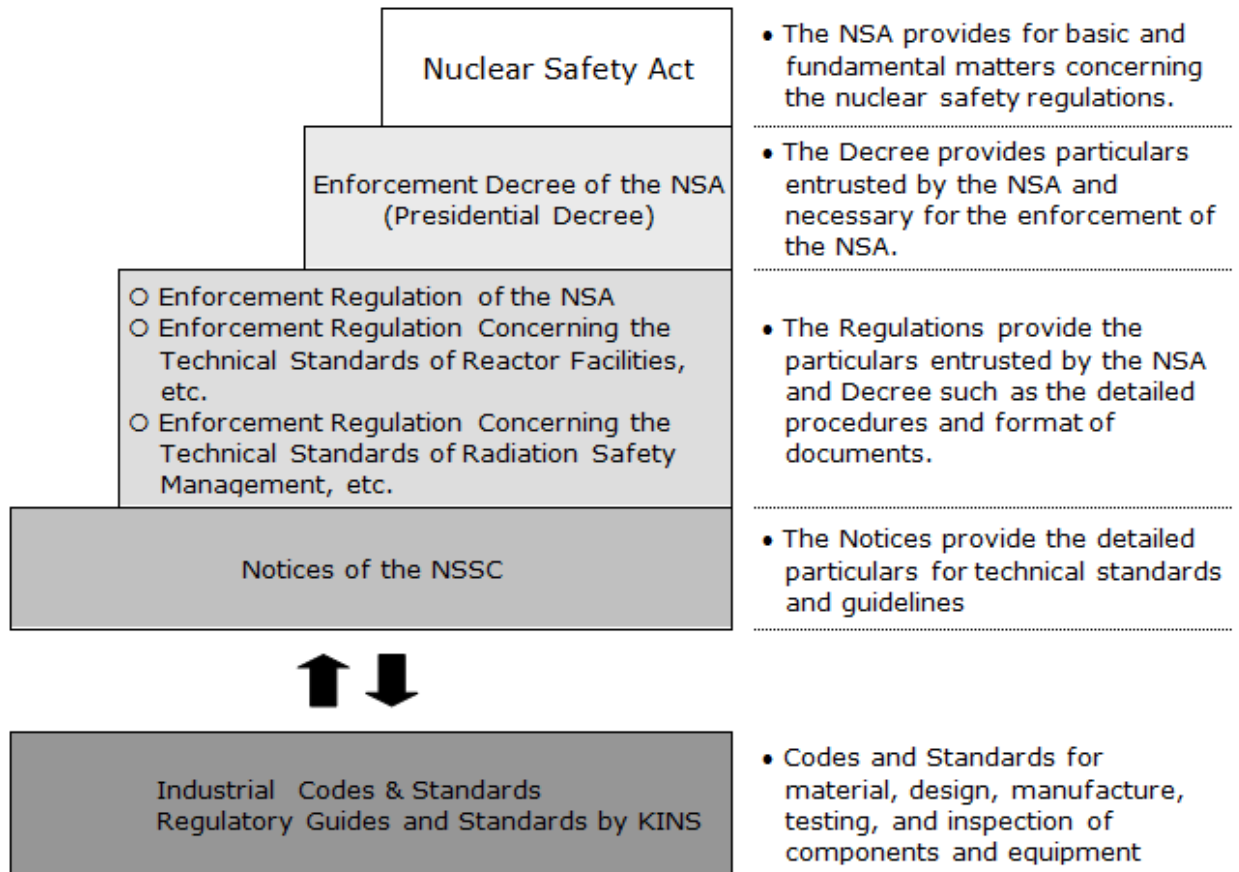 Nuclear Safety Act
• The NSA provides for basic and
fundamental matters concerning
the nuclear safety regulations.
Enforcement Decree of the NSA
(Presidential Decree)
• The Decree provides particulars
entrusted by the NSA and
necessary for the enforcement of
the NSA.
○ Enforcement Regulation of the NSA
○ Enforcement Regulation Concerning the
Technical Standards of Reactor Facilities,
etc.
○ Enforcement Regulation Concerning the
Technical Standards of Radiation Safety
Management, etc.
• The Regulations provide the
particulars entrusted by the NSA
and Decree such as the detailed
procedures and format of
documents.
Notices of the NSSC
• The Notices provide the detailed
particulars for technical standards
and guidelines
Industrial Codes & Standards
Regulatory Guides and Standards by KINS
• Codes and Standards for
material, design, manufacture,
testing, and inspection of
components and equipment